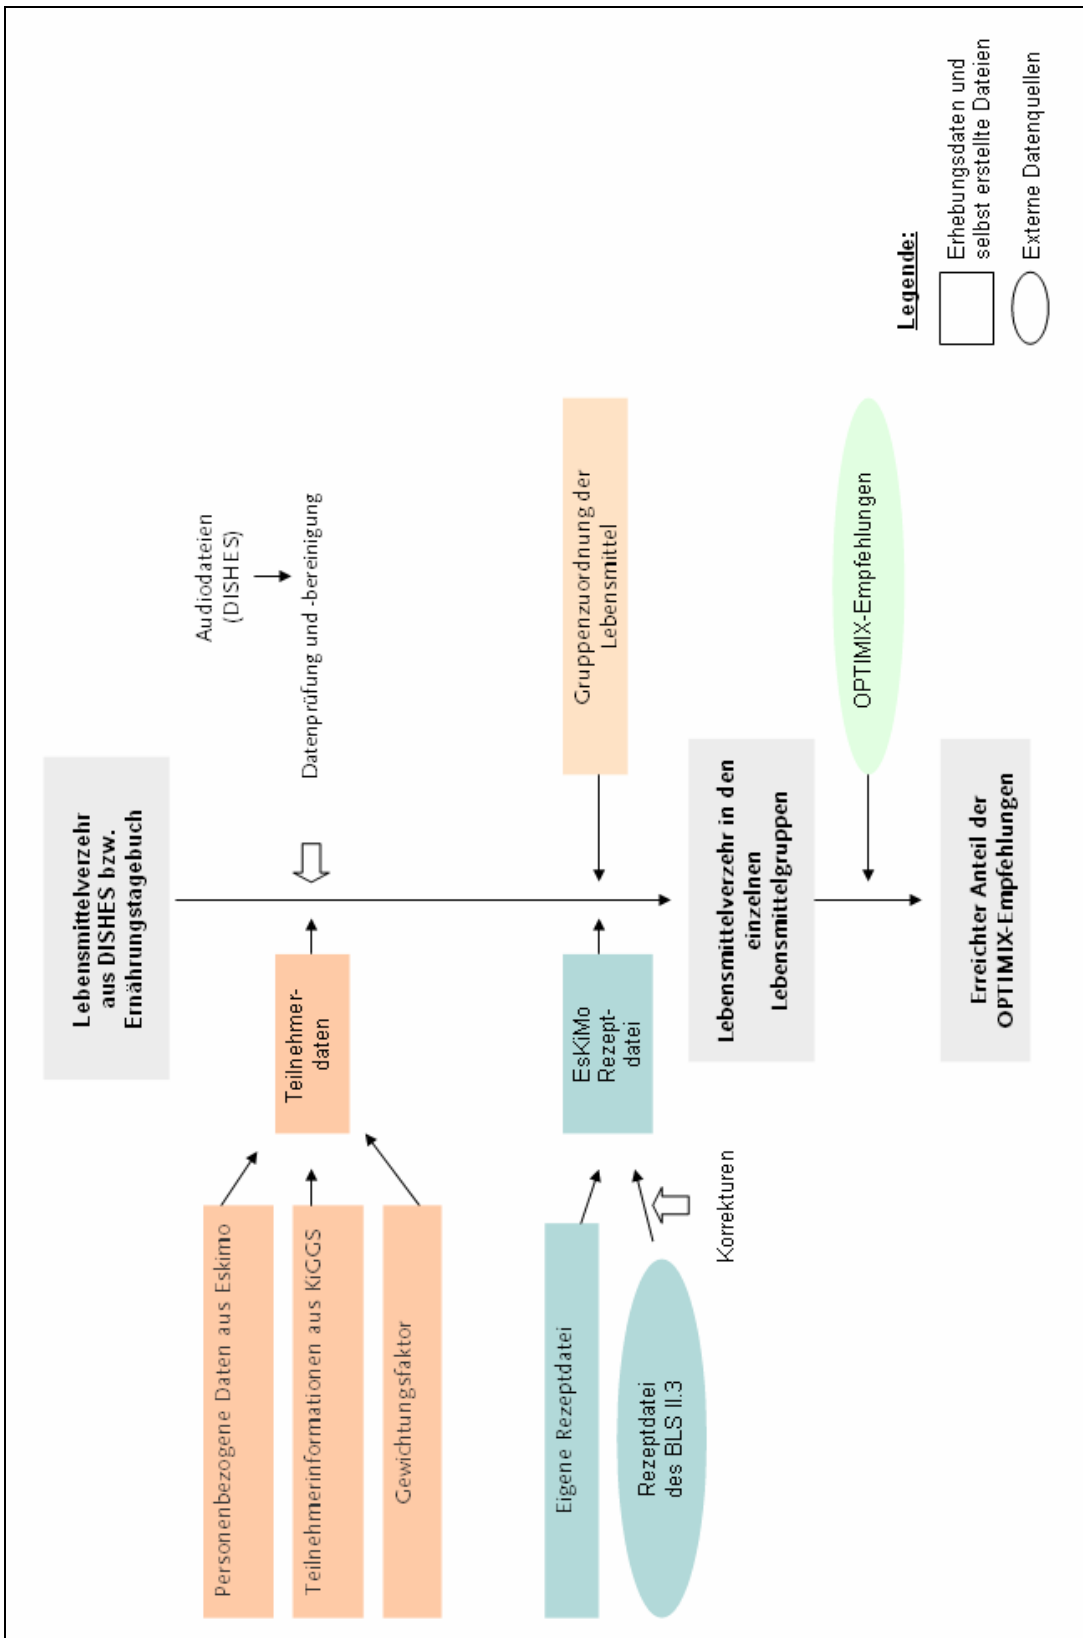 Lebensmittelverzehr
aus DISHES bzw.
Ernährungstagebuch
Audiodateien
(DISHES)
Datenprüfung und -bereinigung
Personenbezogene Daten aus Eskimo
Teilnehmerinformationen aus KiGGS
Gewichtungsfaktor
Teilnehmer-
daten
Eigene Rezeptdatei
Rezeptdatei
des BLS II.3
Korrekturen
EsKiMo
Rezept-
datei
Gruppenzuordnung der
Lebensmittel
Lebensmittelverzehr in den
einzelnen
Lebensmittelgruppen
OPTIMIX-Empfehlungen
Erreichter Anteil der
OPTIMIX-Empfehlungen
Legende:
Erhebungsdaten und
selbst erstellte Dateien
Externe Datenquellen